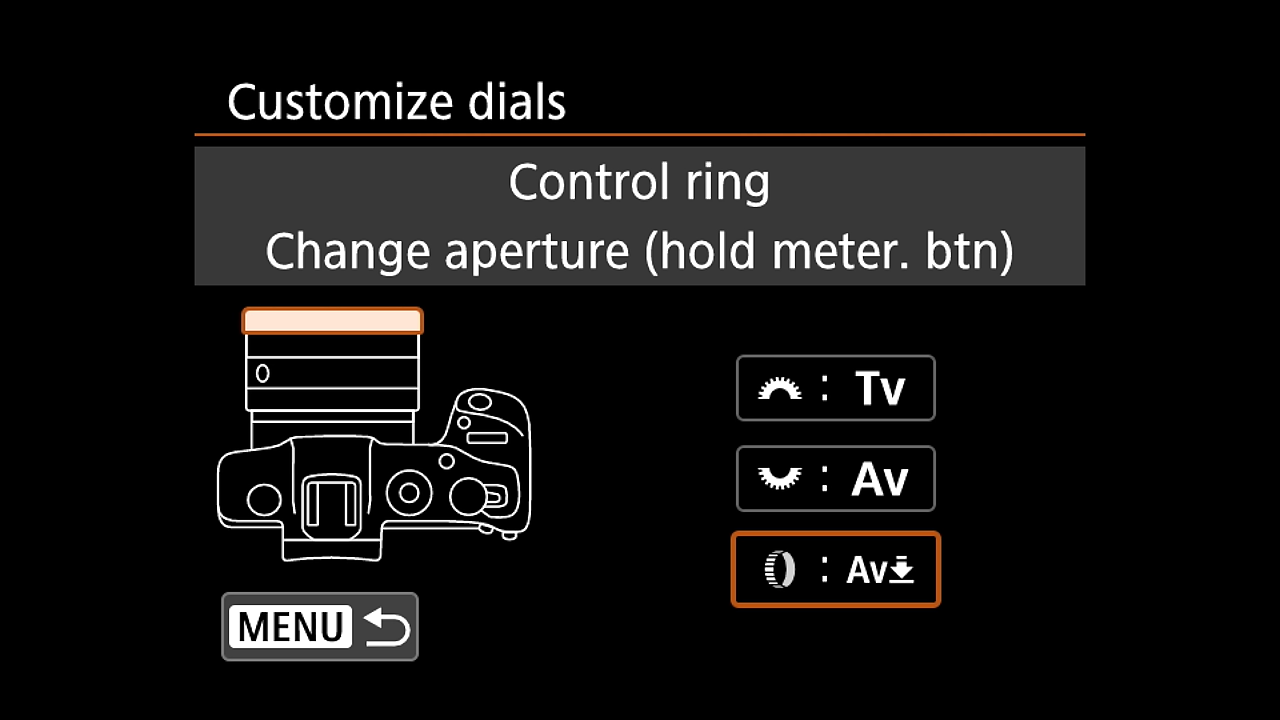 Customize dials
Control ring
Change aperture (hold meter. btn)
: Tv
: Av
: Av
MENU